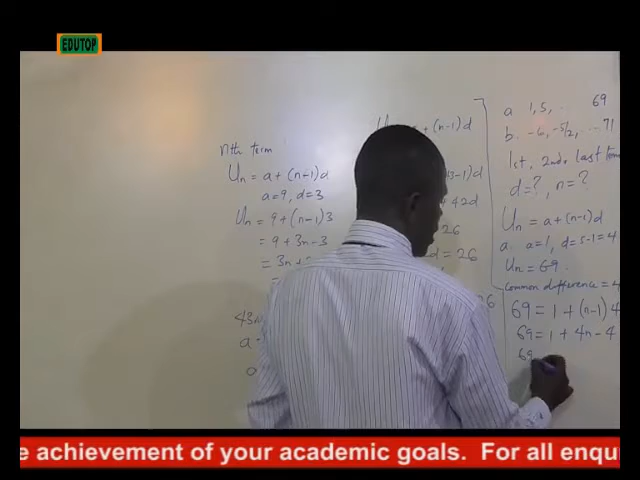 EDUTOP
nth term
Un = a + (n-1)d
a=9, d=3
Un = 9 + (n-1)3
= 9 + 3n-3
= 3n+
43
a
+ (n-1)d
-1)d
+ 42d
26
d = 26
26
a 1, 5, .. 69
b. -6, -5/2, ... 71
1st, 2nd & last term
d=?, n=?
Un = a + (n-1)d
a. a=1, d=5-1=4
Un = 69.
Common difference = 4
69 = 1 + (n-1)4
69 = 1 + 4n - 4
69
e achievement of your academic goals. For all enqu